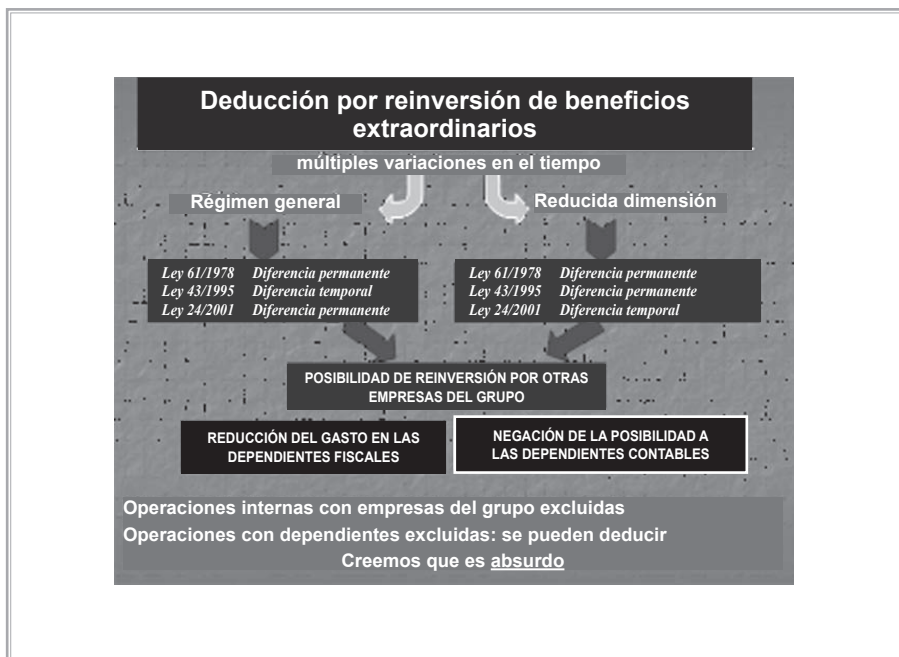 Deducción por reinversión de beneficios
extraordinarios
múltiples variaciones en el tiempo
Régimen general
Reducida dimensión
Ley 61/1978 Diferencia permanente
Ley 43/1995 Diferencia temporal
Ley 24/2001 Diferencia permanente
Ley 61/1978 Diferencia permanente
Ley 43/1995 Diferencia permanente
Ley 24/2001 Diferencia temporal
POSIBILIDAD DE REINVERSIÓN POR OTRAS
EMPRESAS DEL GRUPO
REDUCCIÓN DEL GASTO EN LAS
DEPENDIENTES FISCALES
NEGACIÓN DE LA POSIBILIDAD A
LAS DEPENDIENTES CONTABLES
Operaciones internas con empresas del grupo excluidas
Operaciones con dependientes excluidas: se pueden deducir
Creemos que es absurdo